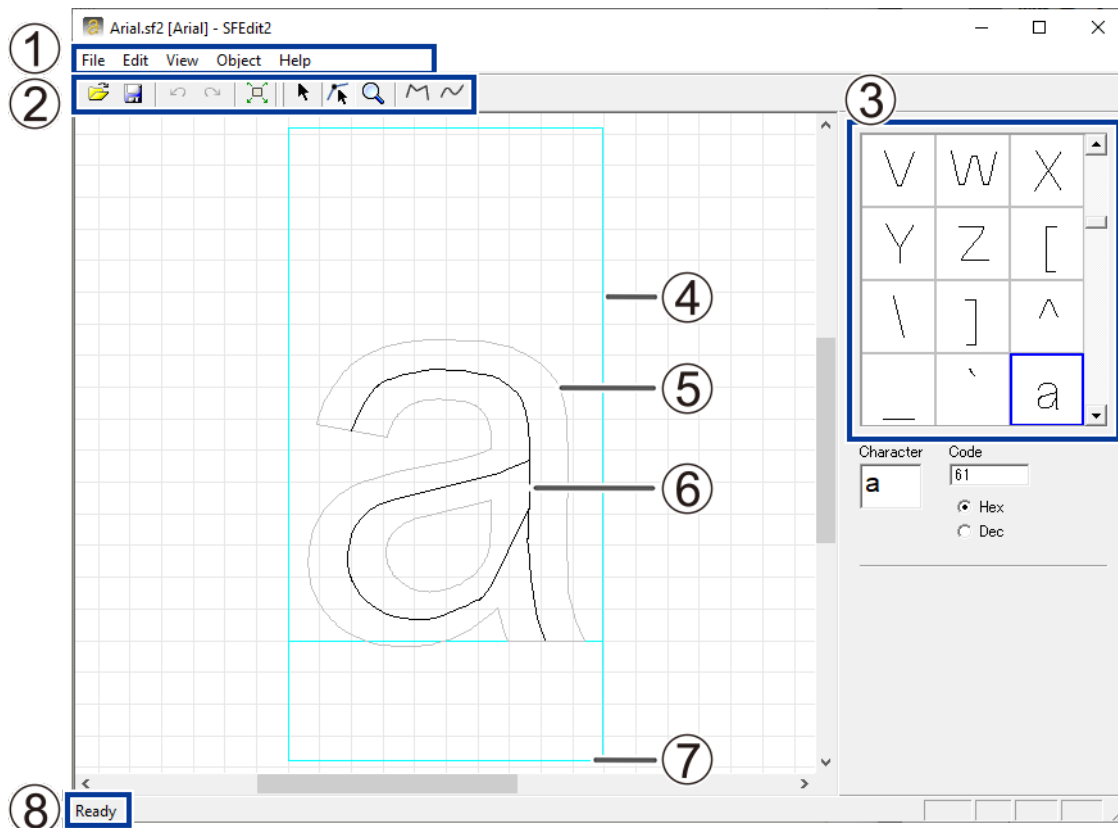 Arial.sf2 [Arial] - SFEdit2
① File Edit View Object Help
②
③
V W X
Y Z [
\ ] ^
_ ` a
④
⑤
⑥
⑦
Character Code
a 61
Hex
Dec
⑧ Ready